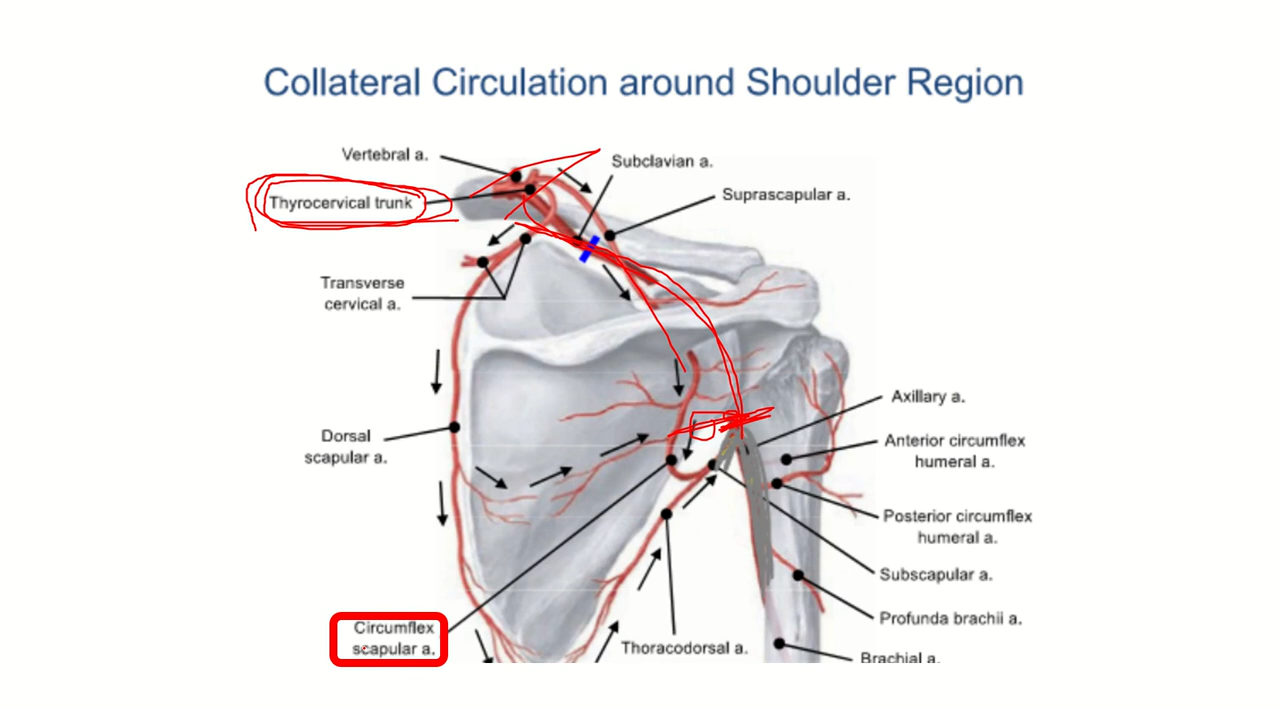 Collateral Circulation around Shoulder Region
Vertebral a.
Subclavian a.
Thyrocervical trunk
Suprascapular a.
Transverse
cervical a.
Axillary a.
Dorsal
scapular a.
Anterior circumflex
humeral a.
Posterior circumflex
humeral a.
Subscapular a.
Circumflex
scapular a.
Profunda brachii a.
Thoracodorsal a.
Brachial a.